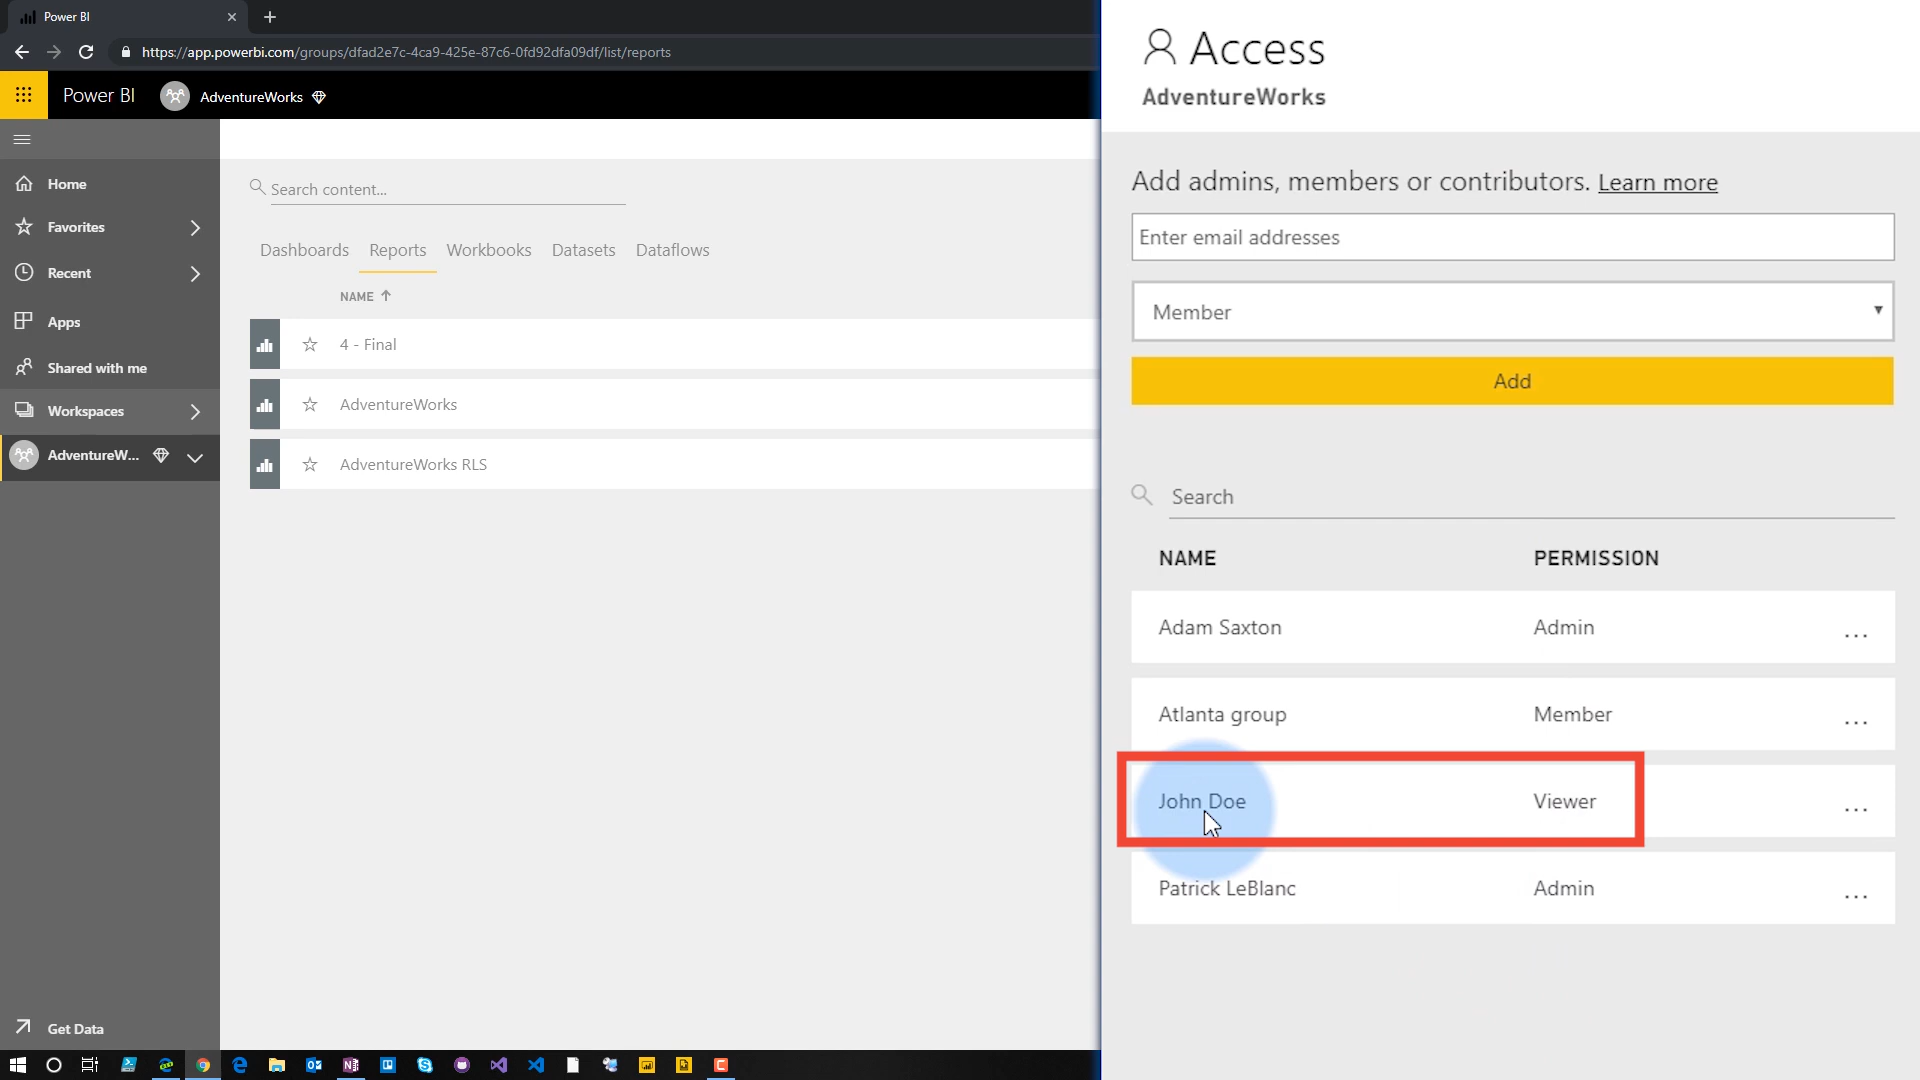 Power BI
https://app.powerbi.com/groups/dfad2e7c-4ca9-425e-87c6-0fd92dfa09df/list/reports
Power BI
AdventureWorks
Home
Favorites
Recent
Apps
Shared with me
Workspaces
AdventureW...
Get Data
Search content...
Dashboards Reports Workbooks Datasets Dataflows
NAME
4 - Final
AdventureWorks
AdventureWorks RLS
Access
AdventureWorks
Add admins, members or contributors. Learn more
Enter email addresses
Member
Add
Search
NAME PERMISSION
Adam Saxton Admin ...
Atlanta group Member ...
John Doe Viewer ...
Patrick LeBlanc Admin ...